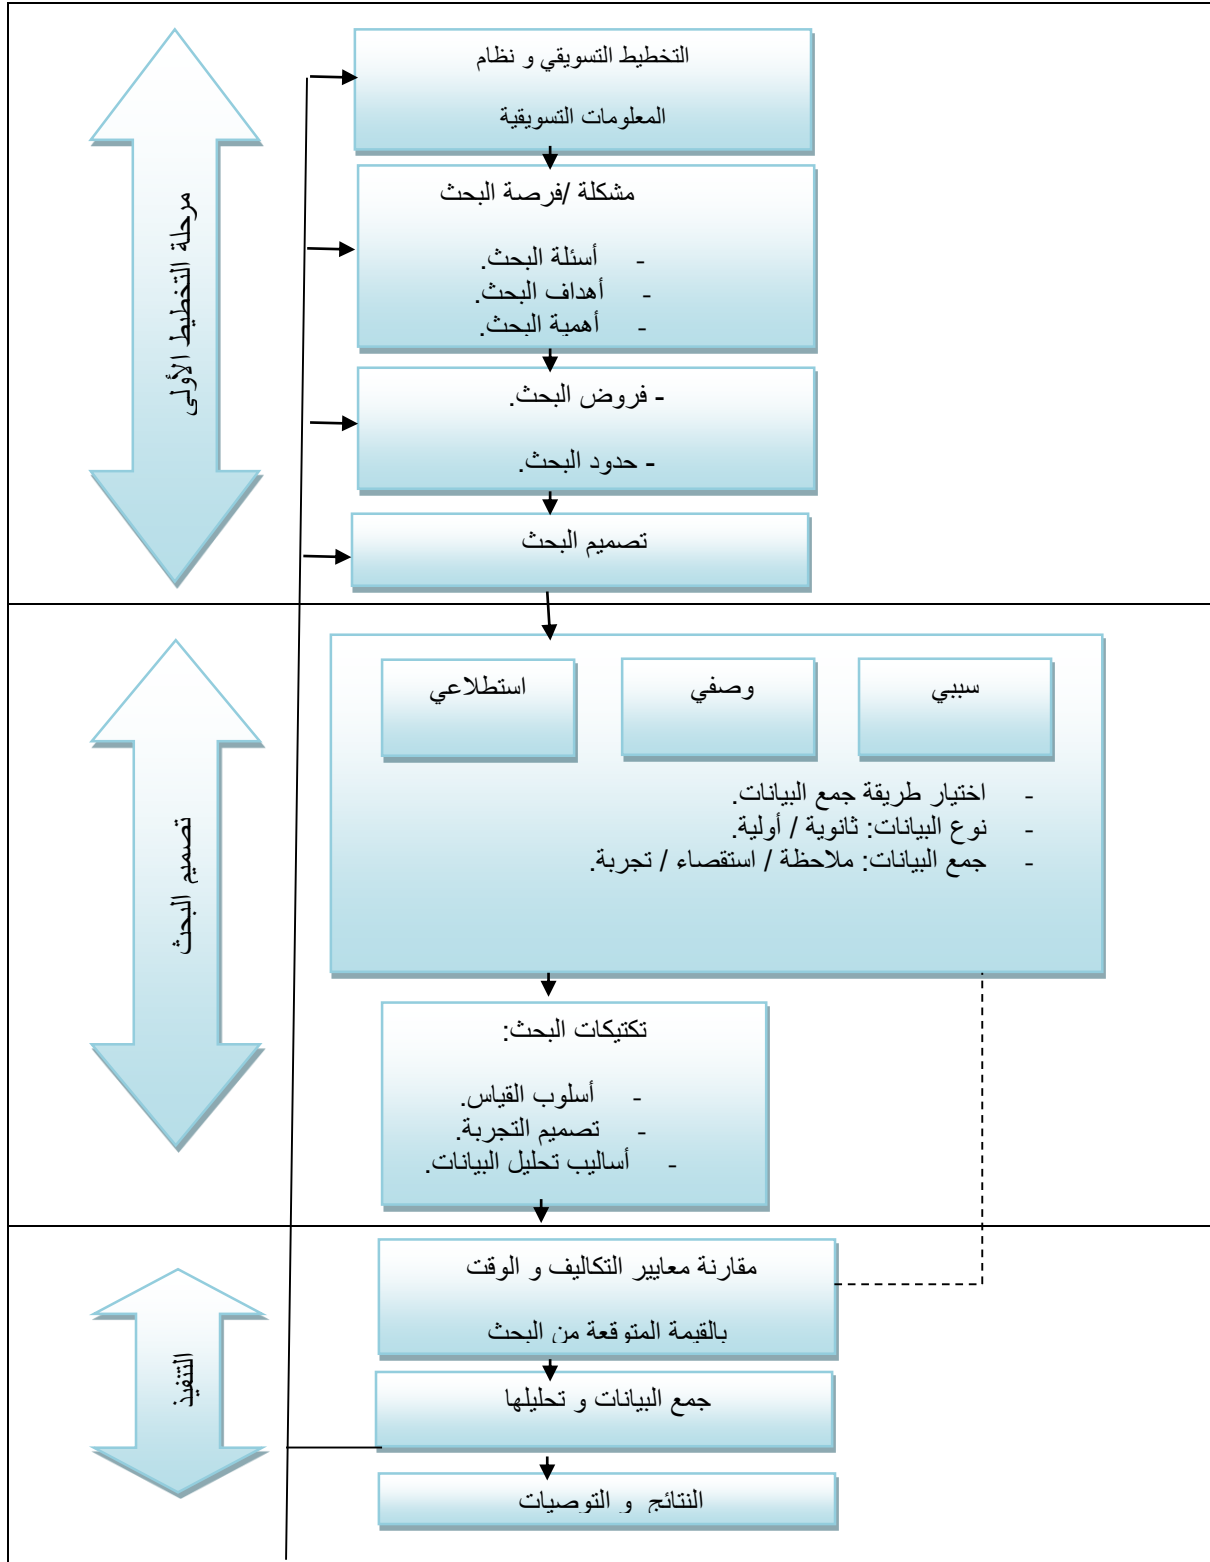 مرحلة التخطيط الأولى
التخطيط التسويقي و نظام
المعلومات التسويقية
مشكلة /فرصة البحث
- أسئلة البحث.
- أهداف البحث.
- أهمية البحث.
- فروض البحث.
- حدود البحث.
تصميم البحث
تصميم البحث
سببي
وصفي
استطلاعي
- اختيار طريقة جمع البيانات.
- نوع البيانات: ثانوية / أولية.
- جمع البيانات: ملاحظة / استقصاء / تجربة.
تكتيكات البحث:
- أسلوب القياس.
- تصميم التجربة.
- أساليب تحليل البيانات.
التنفيذ
مقارنة معايير التكاليف و الوقت
بالقيمة المتوقعة من البحث
جمع البيانات و تحليلها
النتائج و التوصيات